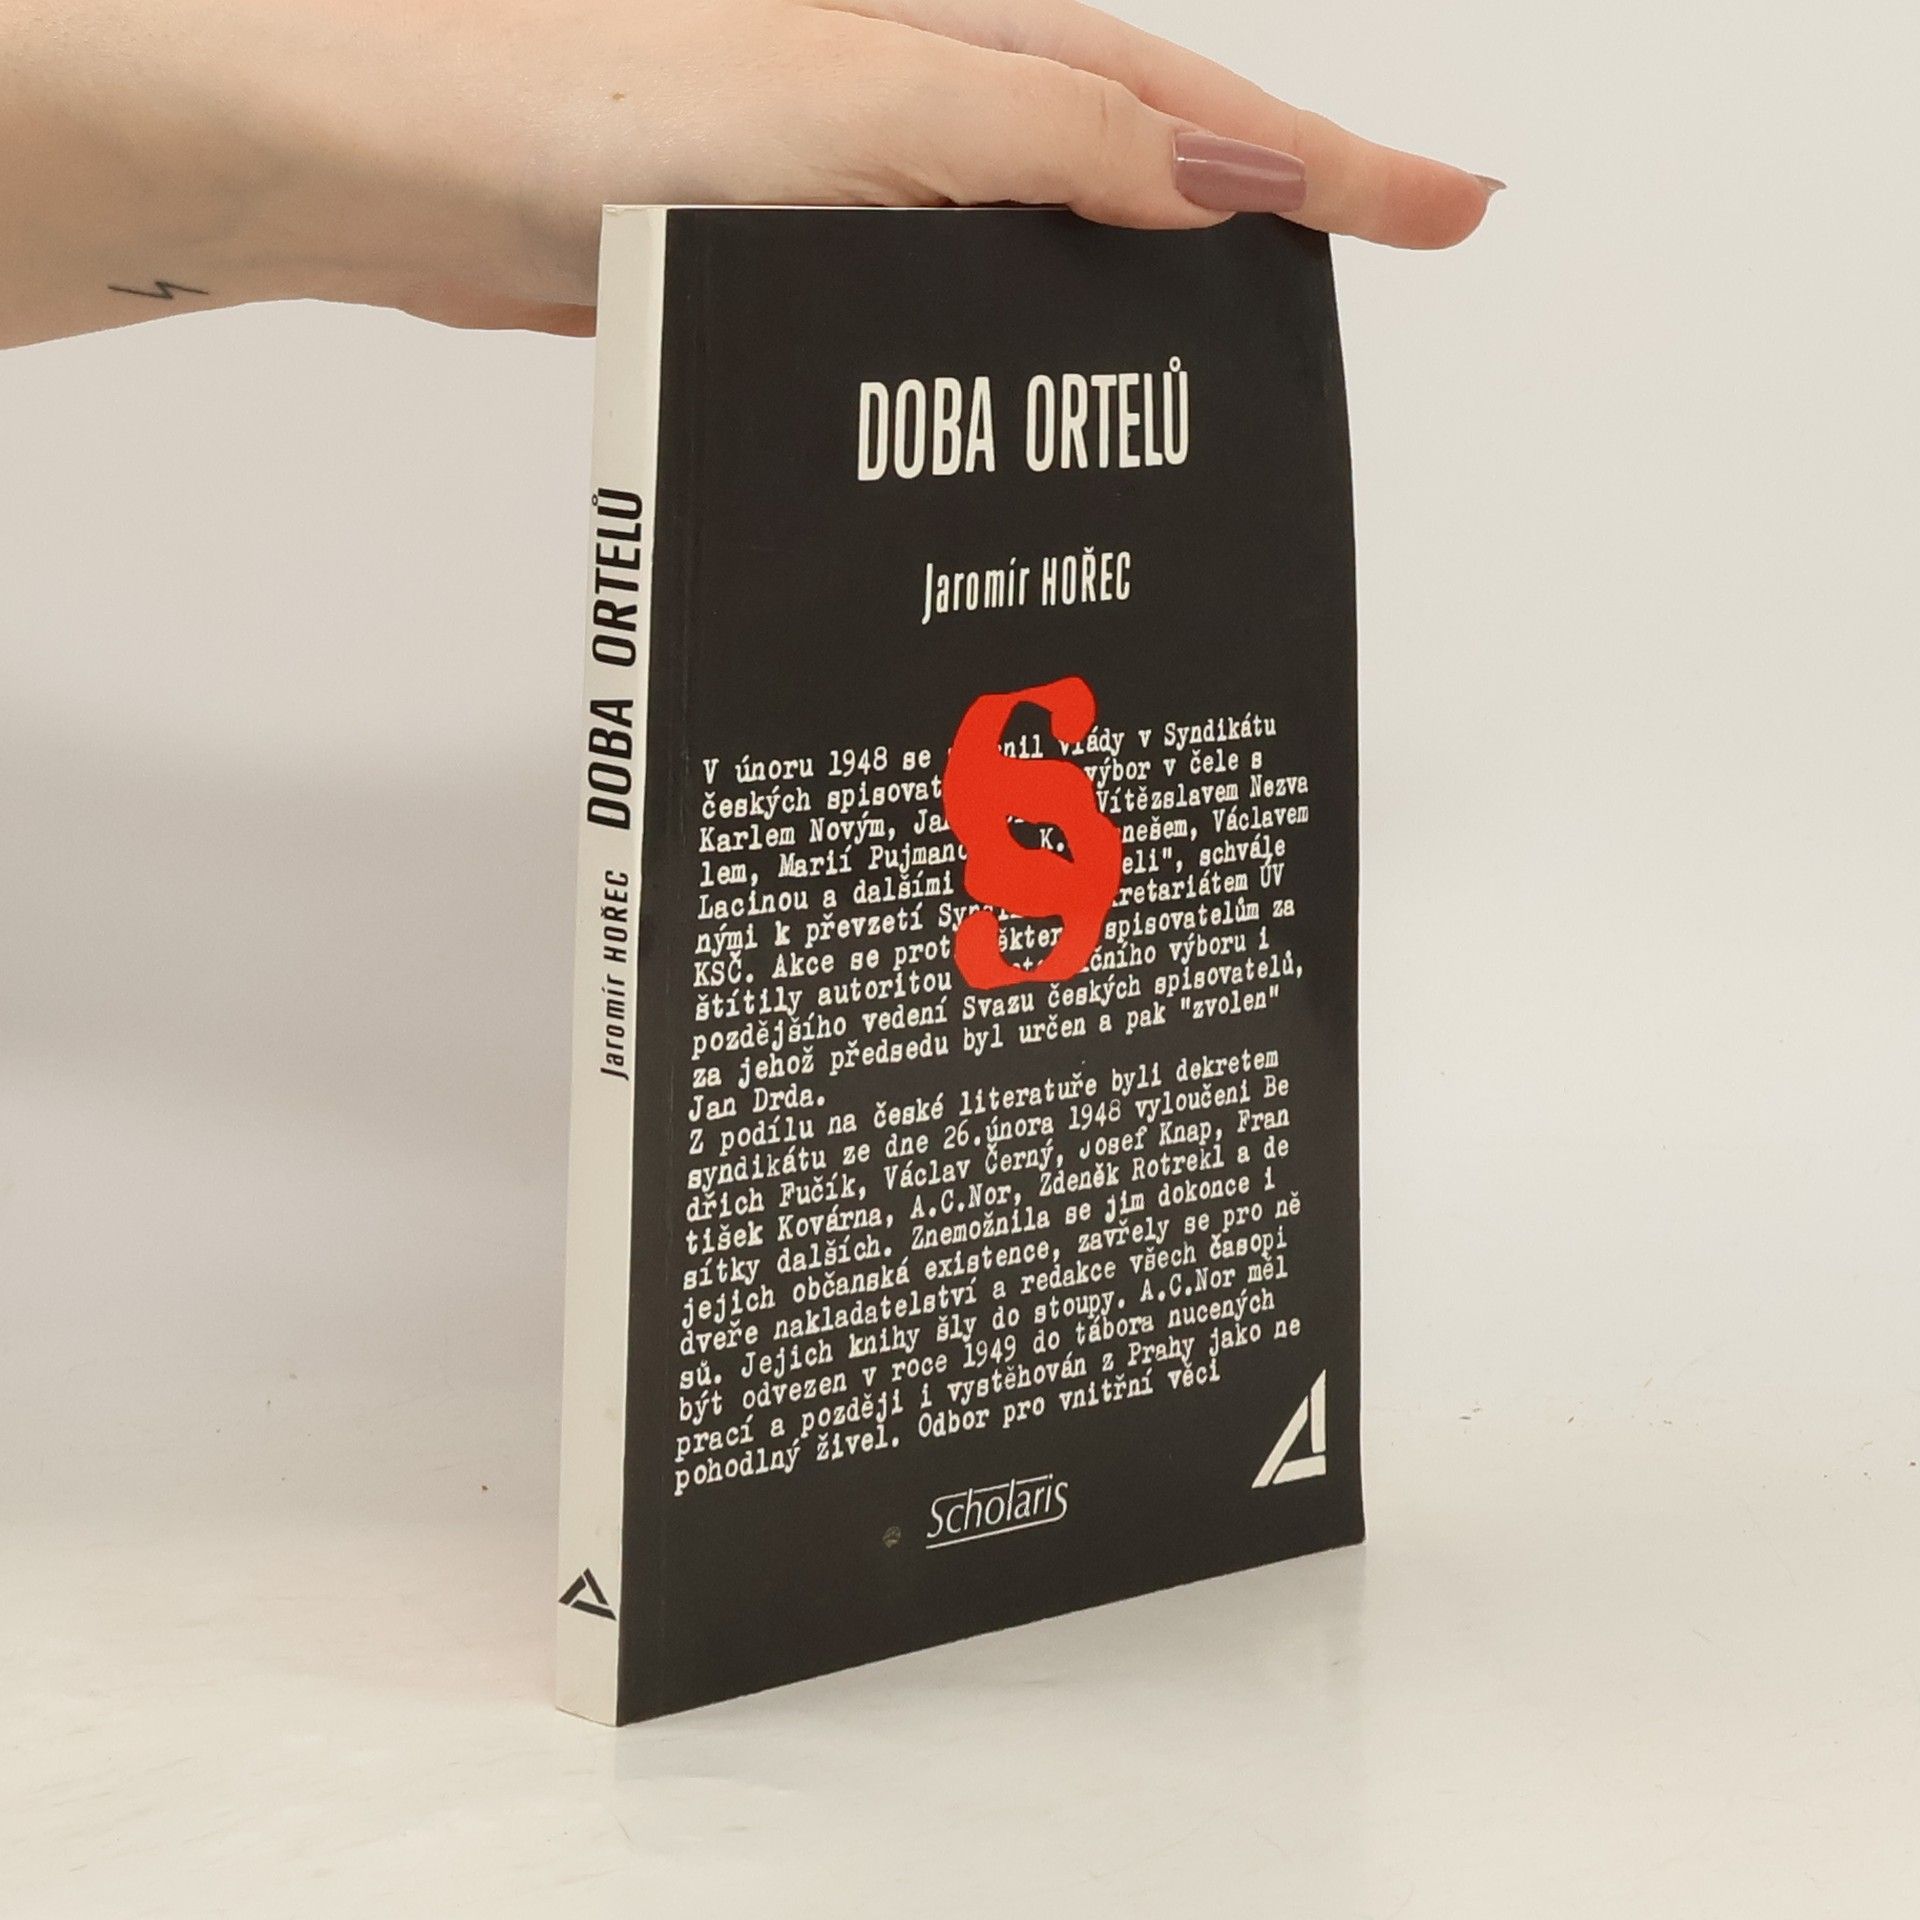 DOBA ORTELŮ
Jaromír HOŘEC
V únoru 1948 se nil vlády v Syndikátu
českých spisovat výbor v čele s
Karlem Novým, Ja Vítězslavem Nezva
lem, Marií Pujmano K. nešem, Václavem
Lacinou a dalšími eli", schvále
nými k převzetí Syn kretariátem ÚV
KSČ. Akce se prot ěkter spisovatelům za
štítily autoritou čního výboru i
pozdějšího vedení Svazu českých spisovatelů,
za jehož předsedu byl určen a pak "zvolen"
Jan Drda.
Z podílu na české literatuře byli dekretem
syndikátu ze dne 26.února 1948 vyloučeni Be
dřich Fučík, Václav Černý, Josef Knap, Fran
tišek Kovárna, A.C.Nor, Zdeněk Rotrekl a de
sítky dalších. Znemožnila se jim dokonce i
jejich občanská existence, zavřely se pro ně
dveře nakladatelství a redakce všech časopi
sů. Jejich knihy šly do stoupy. A.C.Nor měl
být odvezen v roce 1949 do tábora nucených
prací a později i vystěhován z Prahy jako ne
pohodlný živel. Odbor pro vnitřní věci
Scholaris
Jaromír HOŘEC DOBA ORTELŮ